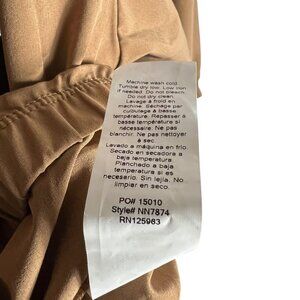 Machine wash cold.
Tumble dry low. Low iron
if needed. Do not bleach.
Do not dry clean.
Lavage à froid en
machine. Séchage par
culbutage à basse
température. Repasser à
basse température si
nécessaire. Ne pas
blanchir. Ne pas nettoyer
à sec
Lavado a máquina en frío.
Secado en secadora a
baja temperatura.
Planchado a baja
temperatura si es
neceserio. Sin lejía. No
limpiar en seco.
PO# 15010
Style# NN7874
RN125963